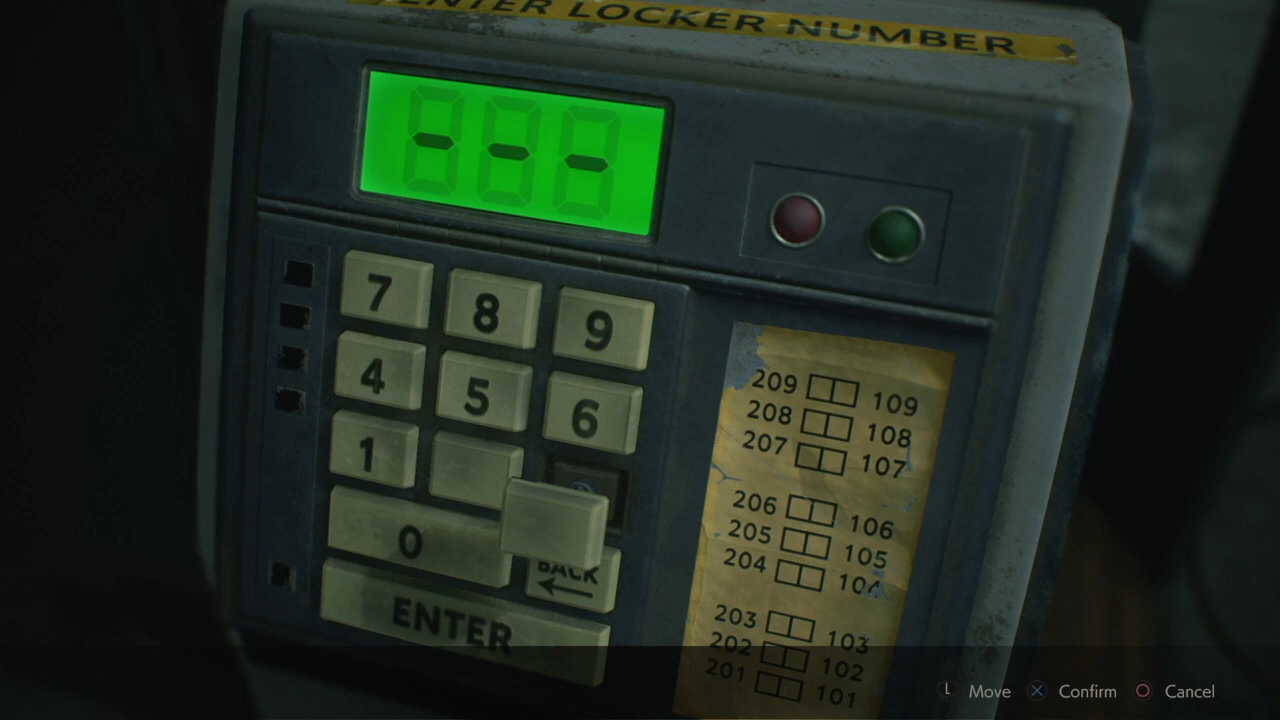 ENTER LOCKER NUMBER
---
7 8 9
4 5 6
1
0 BACK
ENTER
209 109
208 108
207 107
206 106
205 105
204 104
203 103
202 102
201 101
L Move Confirm Cancel